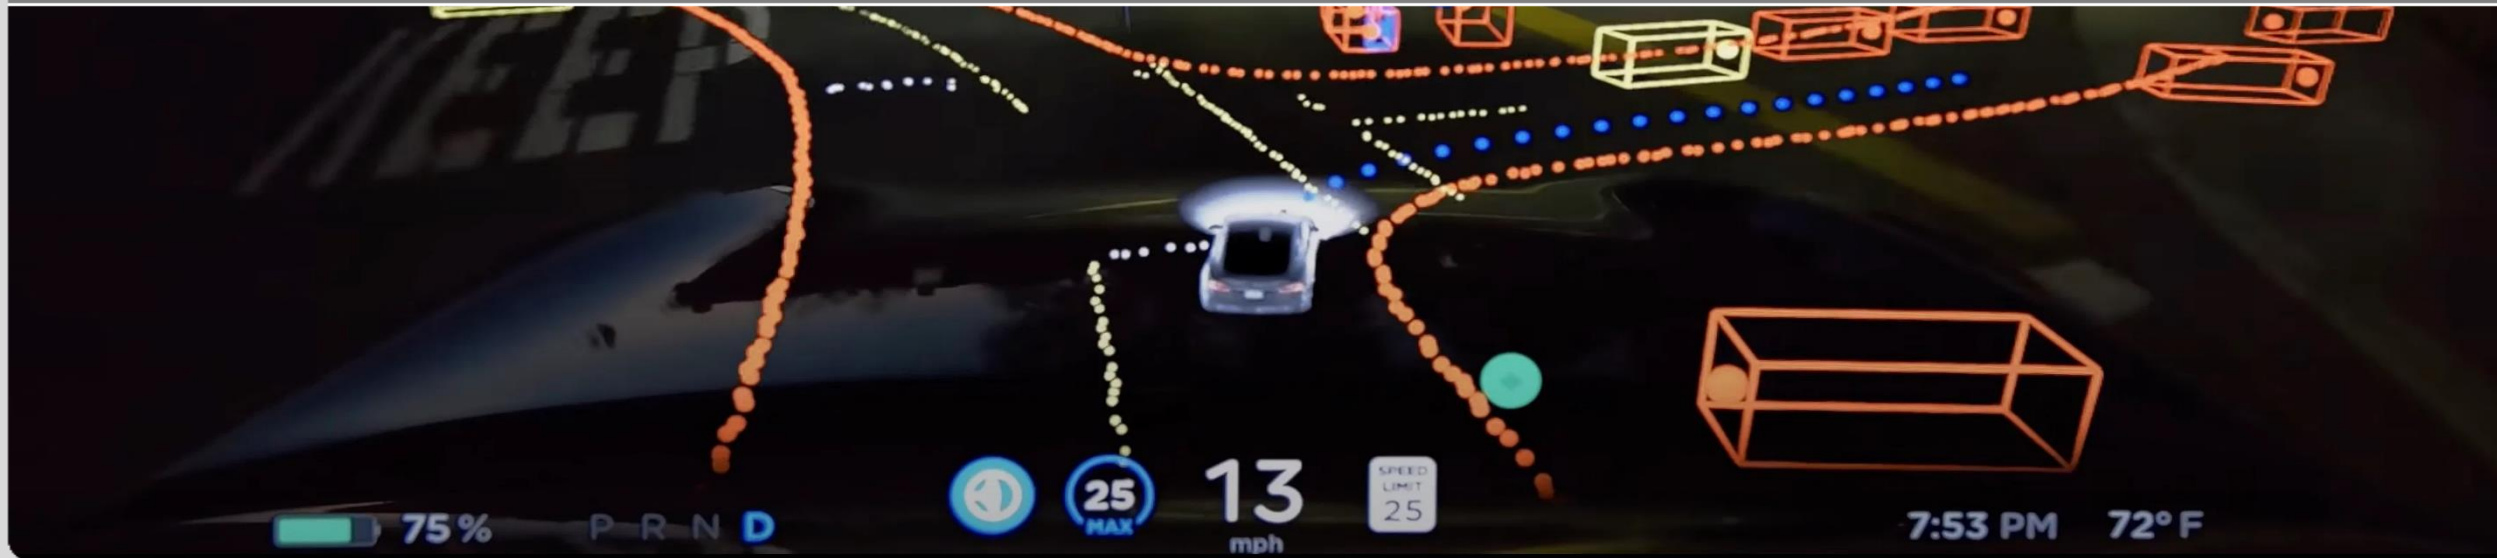 KEEP
75 %
P R N D
25
MAX
13
mph
SPEED
LIMIT
25
7:53 PM
72° F